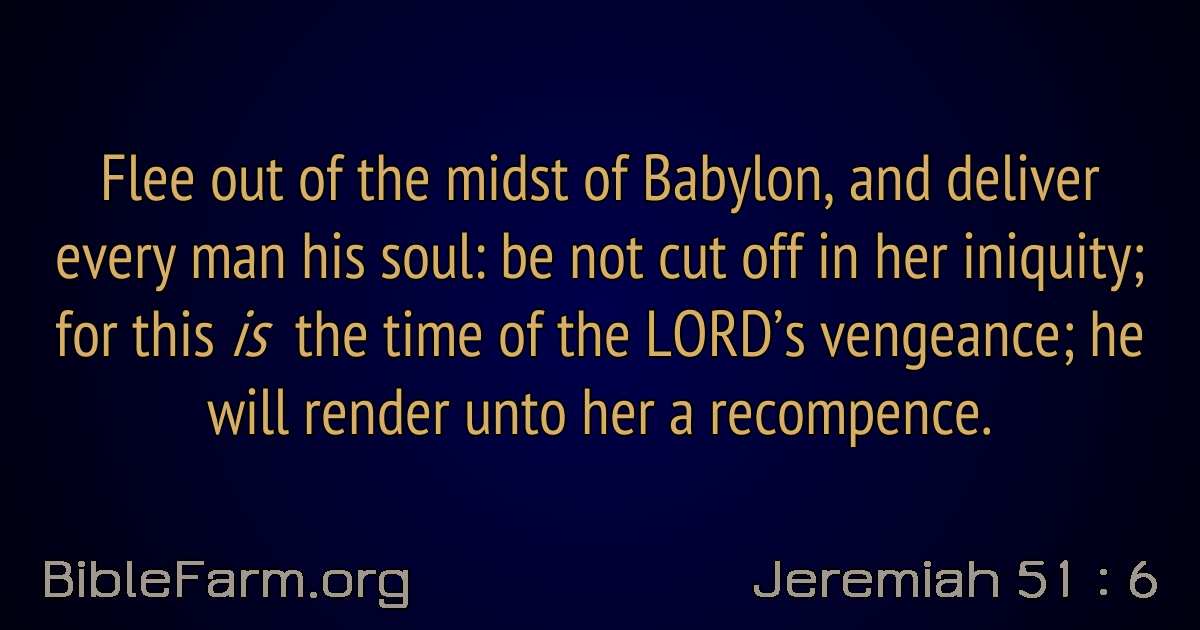 Flee out of the midst of Babylon, and deliver
every man his soul: be not cut off in her iniquity;
for this is the time of the LORD’s vengeance; he
will render unto her a recompence.
BibleFarm.org
Jeremiah 51 : 6